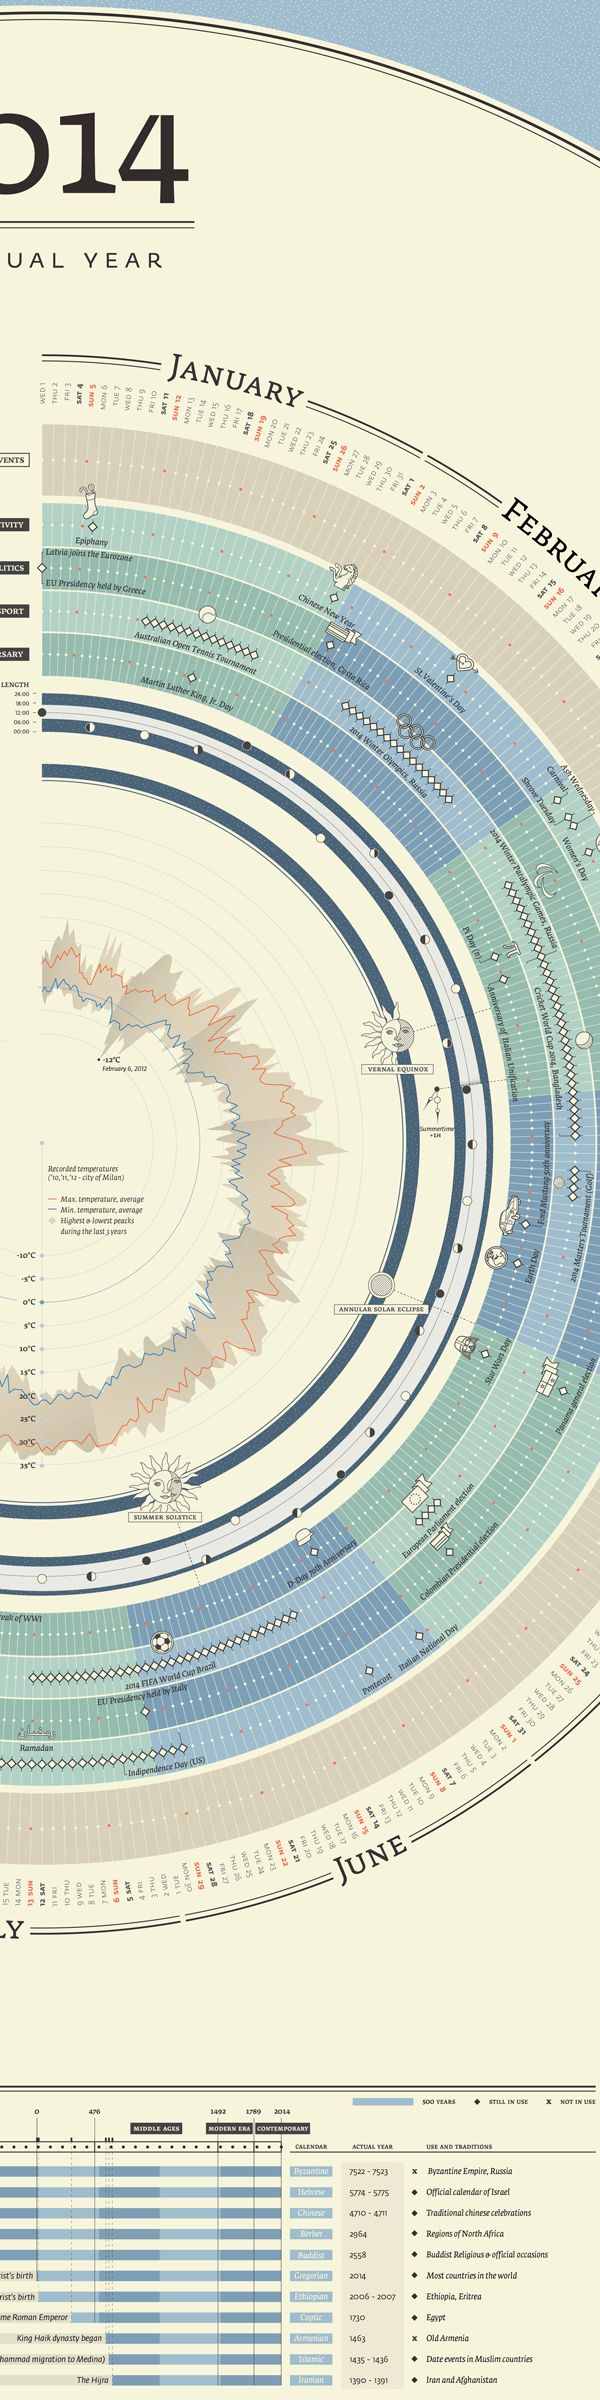 014
UAL YEAR
JANUARY
WED 1
THU 2
FRI 3
SAT 4
SUN 5
MON 6
TUE 7
WED 8
THU 9
FRI 10
SAT 11
SUN 12
MON 13
TUE 14
WED 15
THU 16
FRI 17
SAT 18
SUN 19
MON 20
TUE 21
WED 22
THU 23
FRI 24
SAT 25
SUN 26
MON 27
TUE 28
WED 29
THU 30
FRI 31
FEBRUAR
SAT 1
SUN 2
MON 3
TUE 4
WED 5
THU 6
FRI 7
SAT 8
SUN 9
MON 10
TUE 11
WED 12
THU 13
FRI 14
SAT 15
SUN 16
MON 17
TUE 18
WED 19
THU 20
VENTS
TIVITY
LITICS
PORT
RSARY
LENGTH
24:00
18:00
12:00
06:00
00:00
Epiphany
Latvia joins the Eurozone
EU Presidency held by Greece
Australian Open Tennis Tournament
Martin Luther King, Jr. Day
Chinese New Year
Presidential election, Costa Rica
St. Valentine's Day
2014 Winter Olympics, Russia
Ash Wednesday
Carnival
Shrove Tuesday
Women's Day
2014 Winter Paralympic Games, Russia
Pi Day (π)
Anniversary of Italian Unification
Cricket World Cup 2014, Bangladesh
VERNAL EQUINOX
Summertime
+1H
Ford Mustang 50th anniversary
2014 Masters Tournament (Golf)
Earth Day
ANNULAR SOLAR ECLIPSE
Star Wars Day
Panama general election
-12°C
February 6, 2012
Recorded temperatures
('10,'11,'12 - city of Milan)
Max. temperature, average
Min. temperature, average
Highest & lowest peacks
during the last 3 years
-10°C
-5°C
0°C
5°C
10°C
15°C
20°C
25°C
30°C
35°C
SUMMER SOLSTICE
European Parliament election
Colombian Presidential election
D-Day 70th Anniversary
Italian National Day
Pentecost
reak of WWI
2014 FIFA World Cup Brazil
EU Presidency held by Italy
رمضان
Ramadan
Indipendence Day (US)
FRI 23
SAT 24
SUN 25
MON 26
TUE 27
WED 28
THU 29
FRI 30
SAT 31
JUNE
SUN 1
MON 2
TUE 3
WED 4
THU 5
FRI 6
SAT 7
SUN 8
MON 9
TUE 10
WED 11
THU 12
FRI 13
SAT 14
SUN 15
MON 16
TUE 17
WED 18
THU 19
FRI 20
SAT 21
SUN 22
MON 23
TUE 24
WED 25
THU 26
FRI 27
SAT 28
SUN 29
MON 30
LY
1 TUE
2 WED
3 THU
4 FRI
5 SAT
6 SUN
7 MON
8 TUE
9 WED
10 THU
11 FRI
12 SAT
13 SUN
14 MON
15 TUE
500 YEARS
STILL IN USE
X NOT IN USE
0
476
1492
1789
2014
MIDDLE AGES
MODERN ERA
CONTEMPORARY
CALENDAR ACTUAL YEAR USE AND TRADITIONS
Byzantine 7522 - 7523 x Byzantine Empire, Russia
Hebrew 5774 - 5775 Official calendar of Israel
Chinese 4710 - 4711 Traditional chinese celebrations
Berber 2964 Regions of North Africa
Buddist 2558 Buddist Religious & official occasions
rist's birth Gregorian 2014 Most countries in the world
rist's birth Ethiopian 2006 - 2007 Ethiopia, Eritrea
me Roman Emperor Coptic 1730 Egypt
King Haik dynasty began Armenian 1463 x Old Armenia
hammad migration to Medina) Islamic 1435 - 1436 Date events in Muslim countries
The Hijra Iranian 1390 - 1391 Iran and Afghanistan